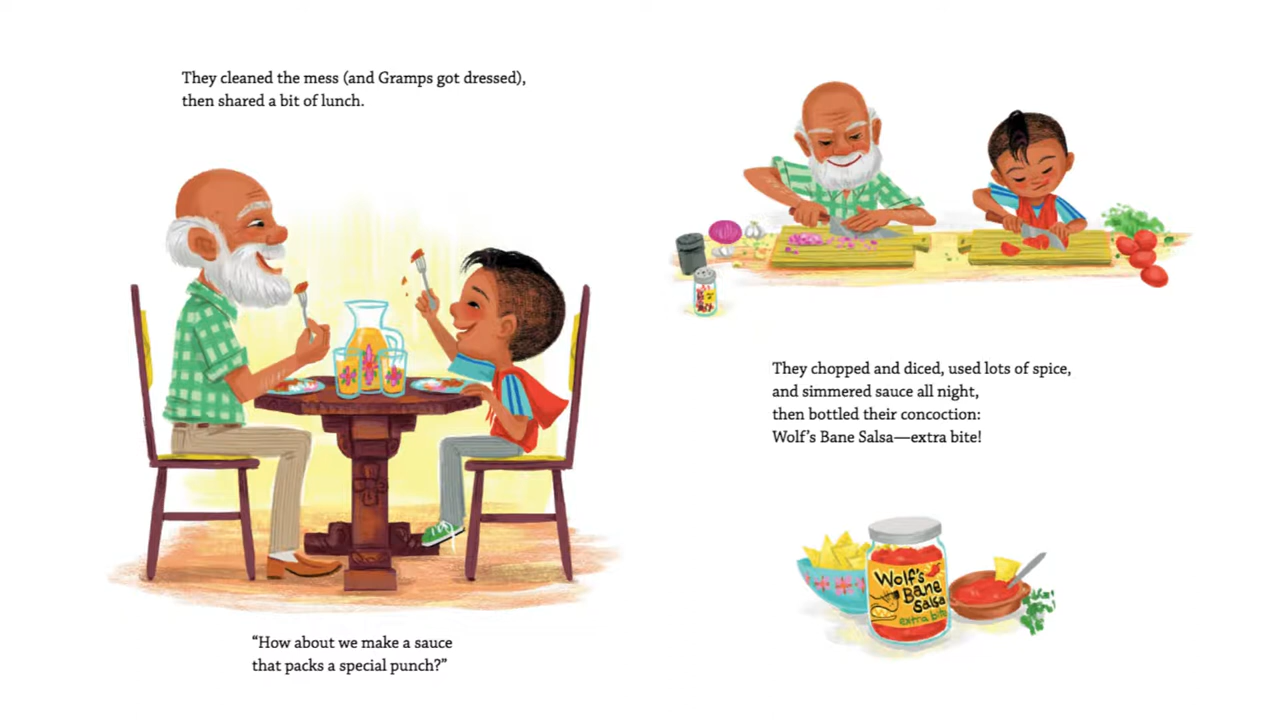 They cleaned the mess (and Gramps got dressed),
then shared a bit of lunch.
“How about we make a sauce
that packs a special punch?”
They chopped and diced, used lots of spice,
and simmered sauce all night,
then bottled their concoction:
Wolf’s Bane Salsa—extra bite!
Wolf's
Bane
Salsa
extra bite